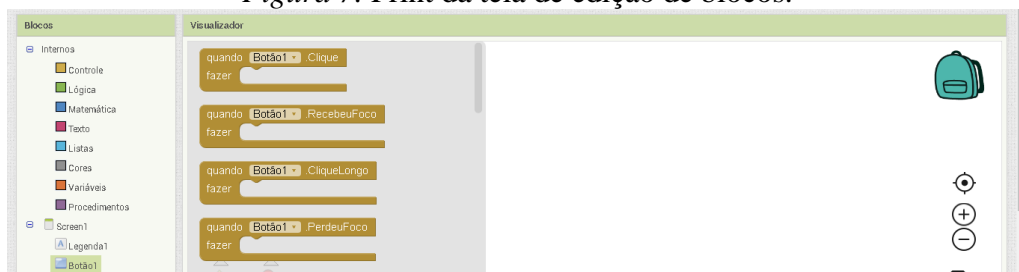 Figura 7: Print da tela de edição de blocos.
Blocos
Internos
Controle
Lógica
Matemática
Texto
Listas
Cores
Variáveis
Procedimentos
Screen1
Legenda1
Botão1
Visualizador
quando Botão1 .Clique
fazer
quando Botão1 .RecebeuFoco
fazer
quando Botão1 .CliqueLongo
fazer
quando Botão1 .PerdeuFoco
fazer